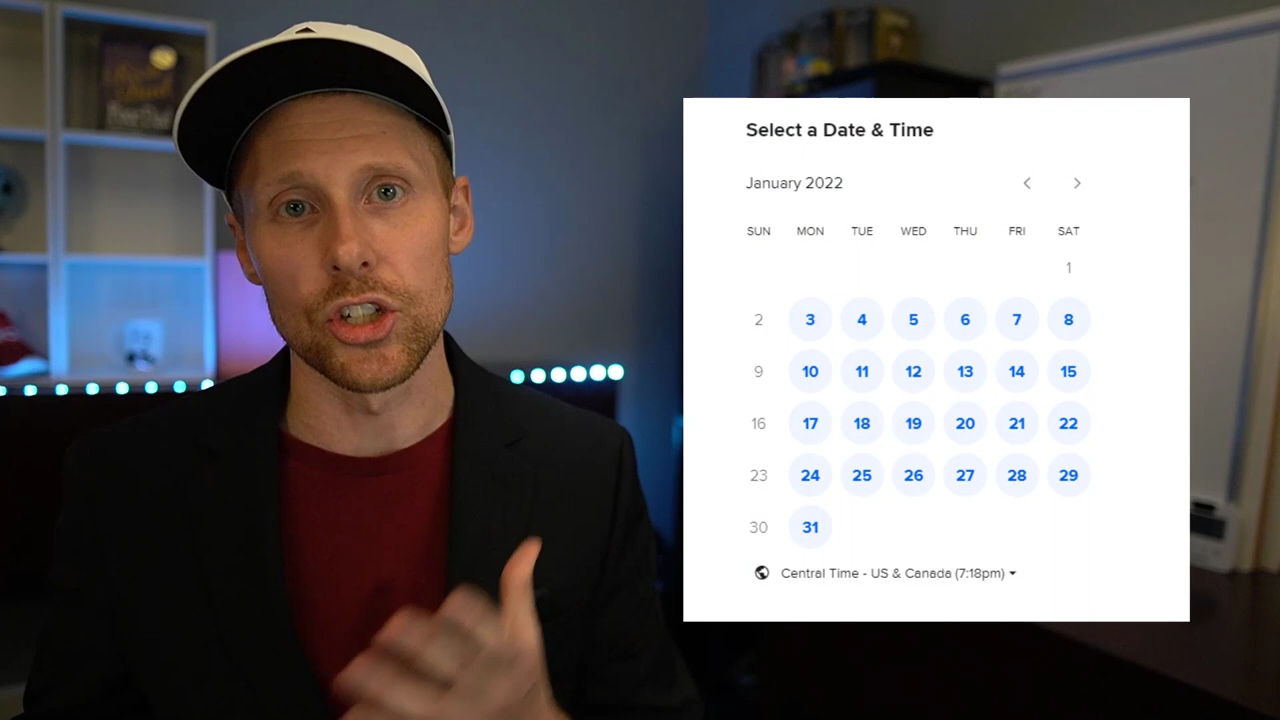 Select a Date & Time
January 2022
SUN MON TUE WED THU FRI SAT
1
2 3 4 5 6 7 8
9 10 11 12 13 14 15
16 17 18 19 20 21 22
23 24 25 26 27 28 29
30 31
Central Time - US & Canada (7:18pm)